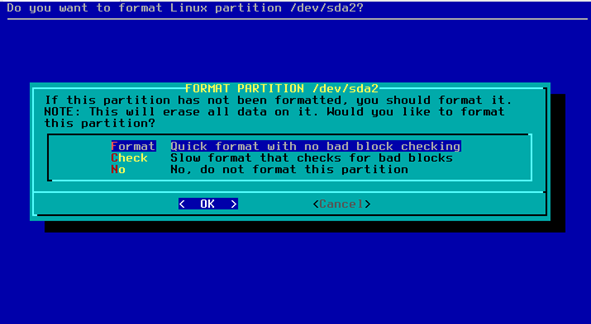 Do you want to format Linux partition /dev/sda2?
FORMAT PARTITION /dev/sda2
If this partition has not been formatted, you should format it.
NOTE: This will erase all data on it. Would you like to format
this partition?
Format Quick format with no bad block checking
Check Slow format that checks for bad blocks
No No, do not format this partition
< OK > <Cancel>